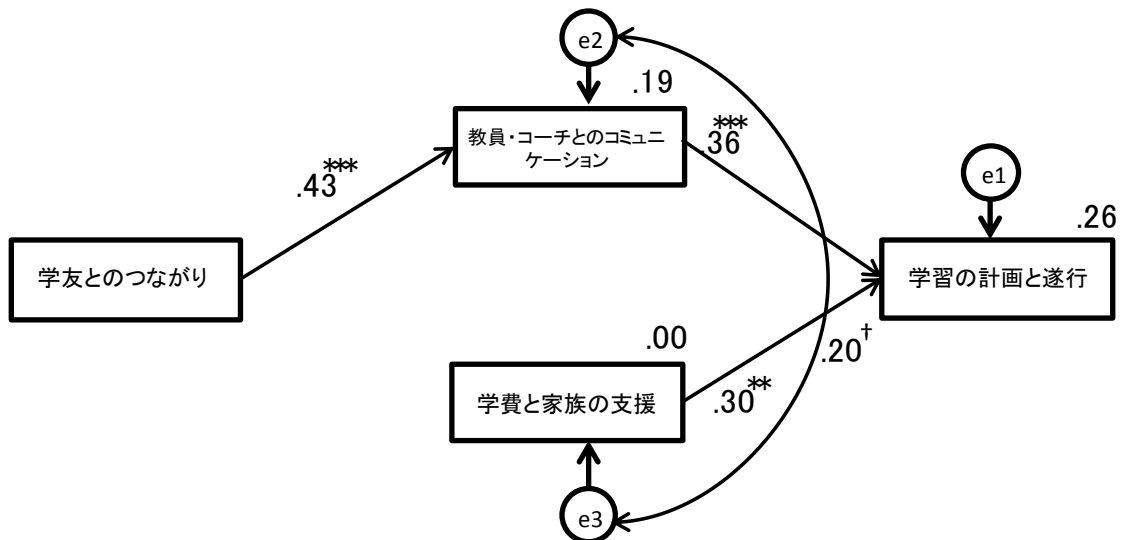 e2
.19
教員・コーチとのコミュニ
ケーション
.36***
.43***
e1
.26
学友とのつながり
学習の計画と遂行
.00
.20†
学費と家族の支援
.30**
e3